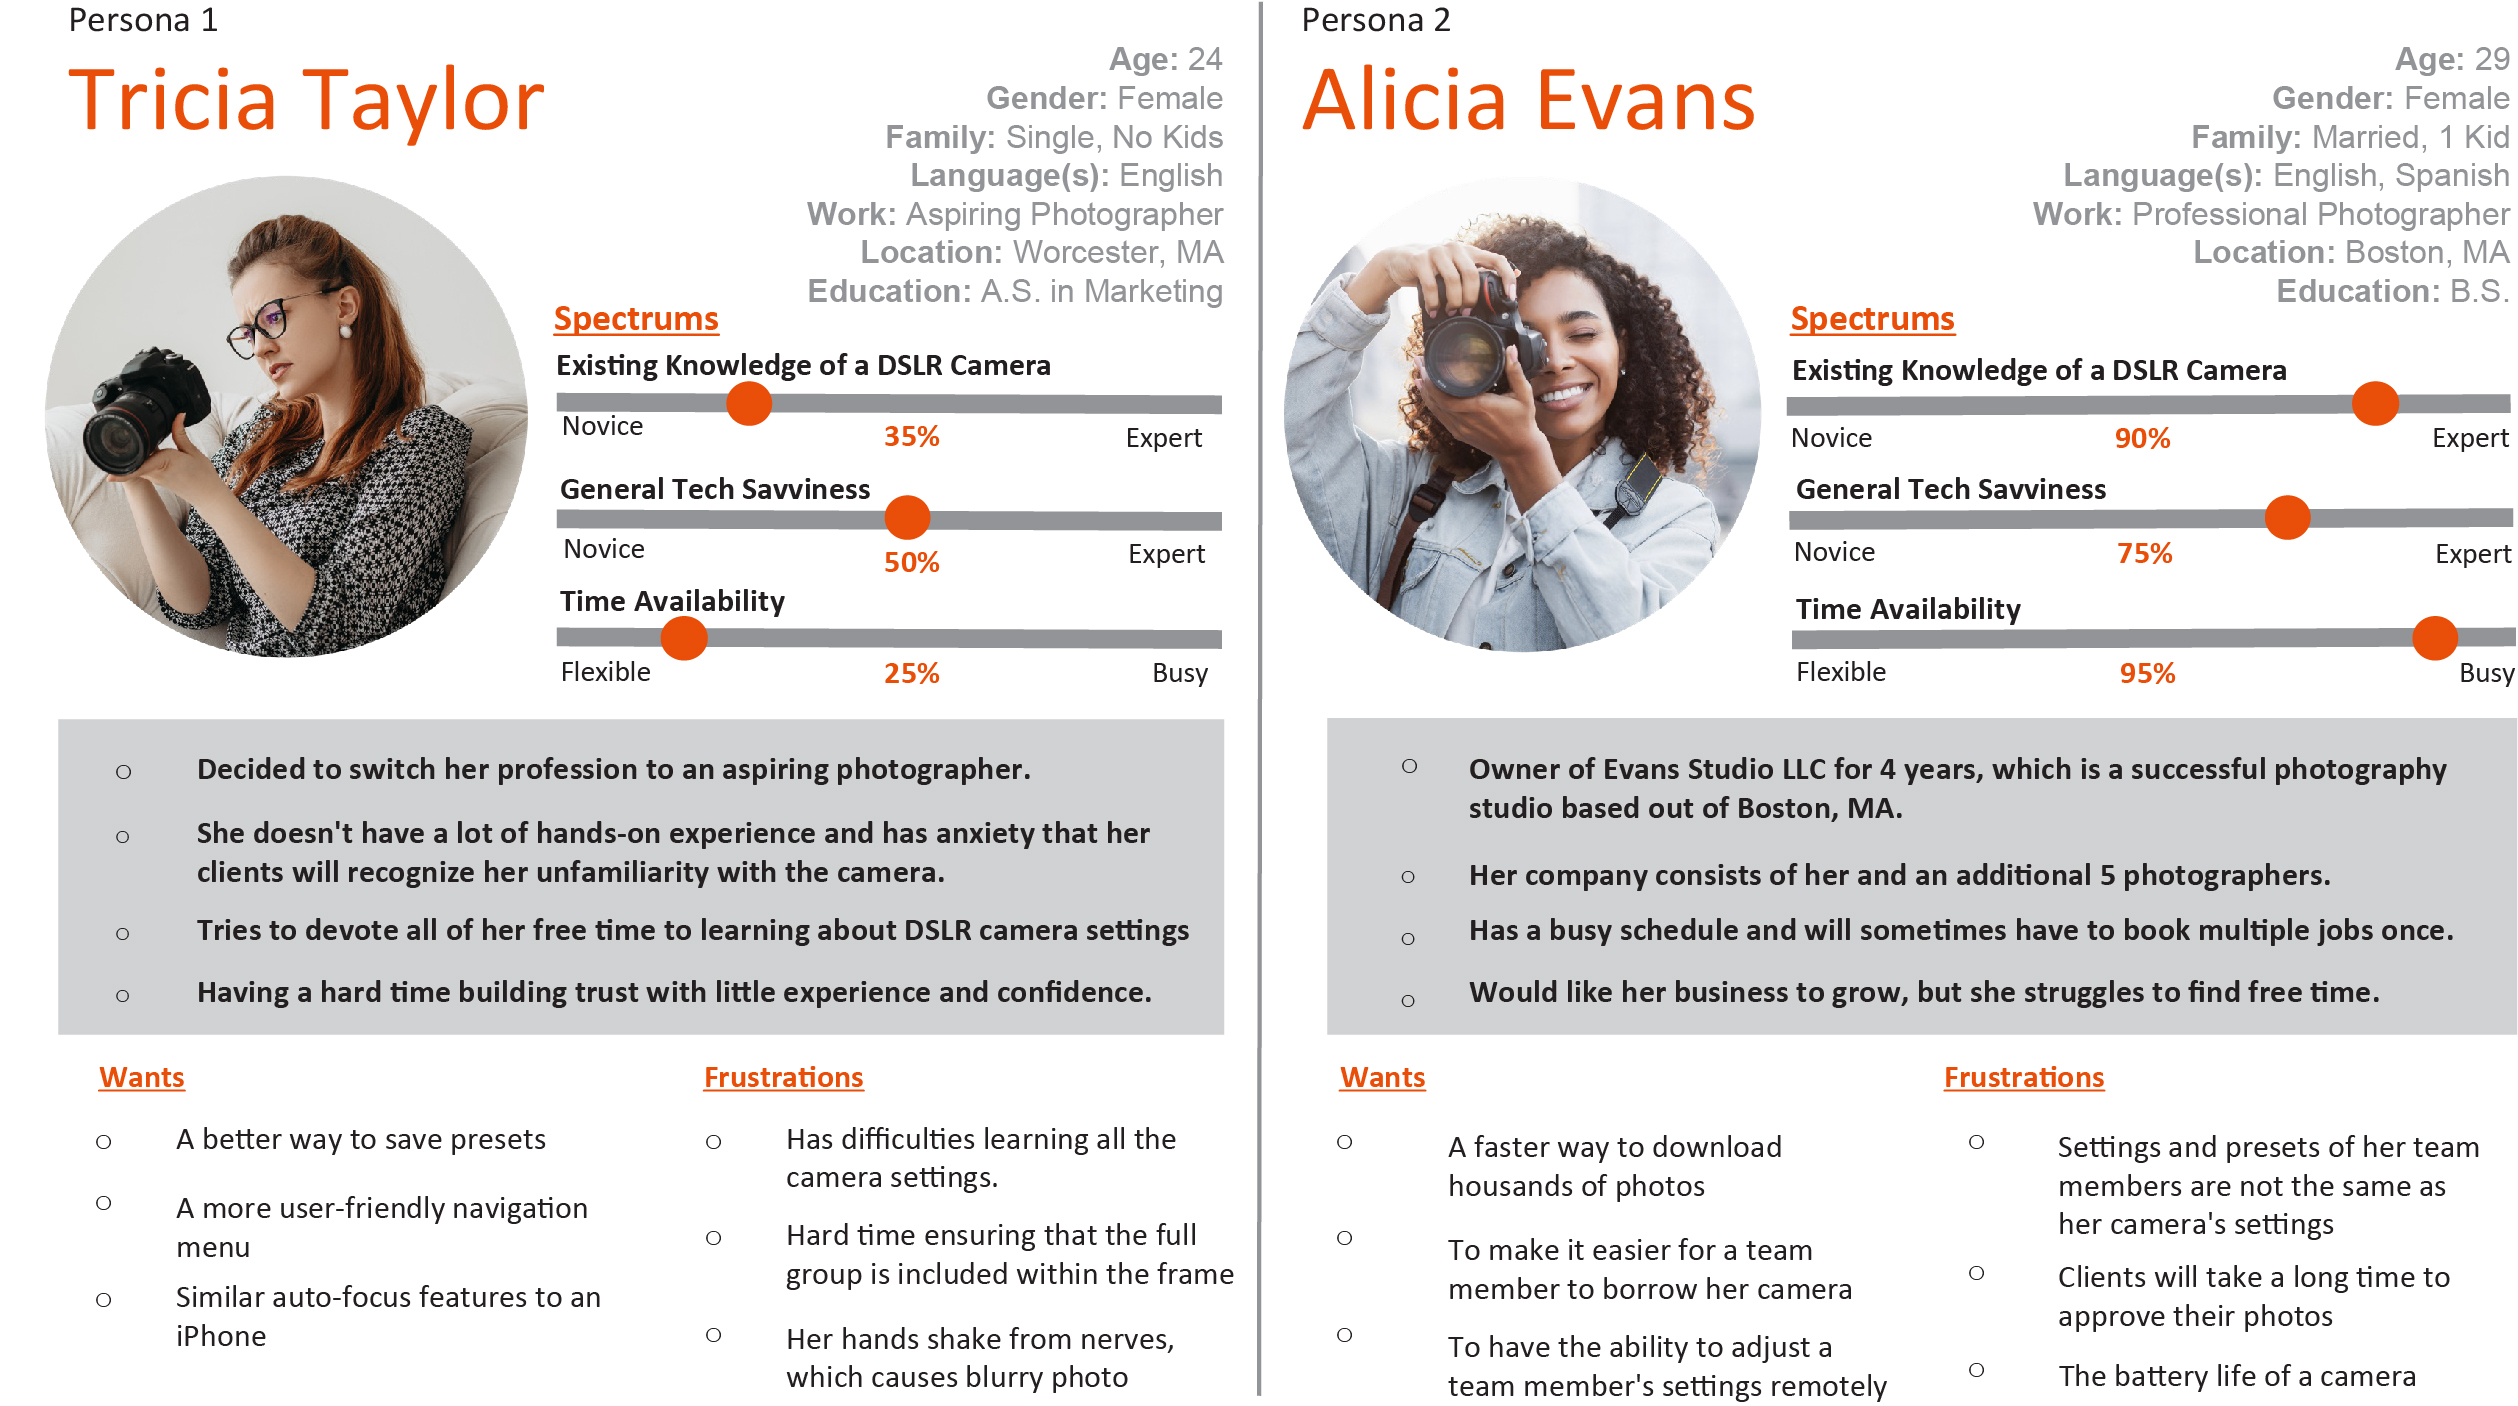 Persona 1
Tricia Taylor
Age: 24
Gender: Female
Family: Single, No Kids
Language(s): English
Work: Aspiring Photographer
Location: Worcester, MA
Education: A.S. in Marketing
Spectrums
Existing Knowledge of a DSLR Camera
Novice 35% Expert
General Tech Savviness
Novice 50% Expert
Time Availability
Flexible 25% Busy
Decided to switch her profession to an aspiring photographer.
She doesn't have a lot of hands-on experience and has anxiety that her
clients will recognize her unfamiliarity with the camera.
Tries to devote all of her free time to learning about DSLR camera settings
Having a hard time building trust with little experience and confidence.
Wants
A better way to save presets
A more user-friendly navigation
menu
Similar auto-focus features to an
iPhone
Frustrations
Has difficulties learning all the
camera settings.
Hard time ensuring that the full
group is included within the frame
Her hands shake from nerves,
which causes blurry photo
Persona 2
Alicia Evans
Age: 29
Gender: Female
Family: Married, 1 Kid
Language(s): English, Spanish
Work: Professional Photographer
Location: Boston, MA
Education: B.S.
Spectrums
Existing Knowledge of a DSLR Camera
Novice 90% Expert
General Tech Savviness
Novice 75% Expert
Time Availability
Flexible 95% Busy
Owner of Evans Studio LLC for 4 years, which is a successful photography
studio based out of Boston, MA.
Her company consists of her and an additional 5 photographers.
Has a busy schedule and will sometimes have to book multiple jobs once.
Would like her business to grow, but she struggles to find free time.
Wants
A faster way to download
housands of photos
To make it easier for a team
member to borrow her camera
To have the ability to adjust a
team member's settings remotely
Frustrations
Settings and presets of her team
members are not the same as
her camera's settings
Clients will take a long time to
approve their photos
The battery life of a camera